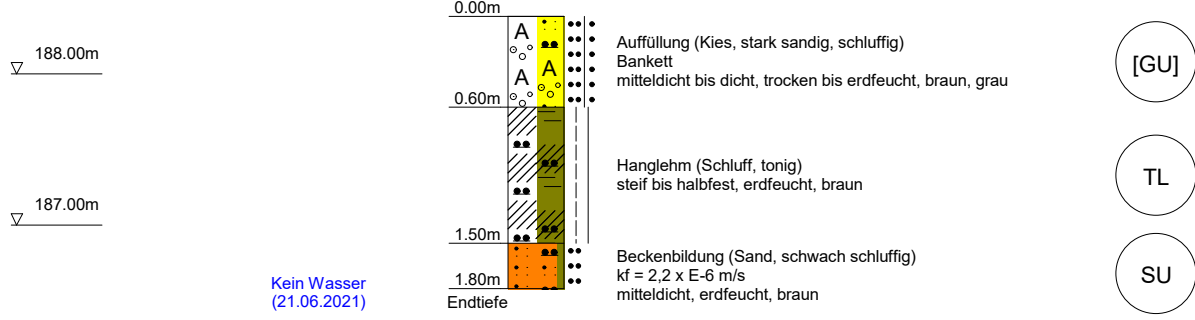 0.00m
188.00m
A
A
A
Auffüllung (Kies, stark sandig, schluffig)
Bankett
mitteldicht bis dicht, trocken bis erdfeucht, braun, grau
[GU]
0.60m
Hanglehm (Schluff, tonig)
steif bis halbfest, erdfeucht, braun
TL
187.00m
1.50m
Beckenbildung (Sand, schwach schluffig)
kf = 2,2 x E-6 m/s
mitteldicht, erdfeucht, braun
SU
1.80m
Endtiefe
Kein Wasser
(21.06.2021)